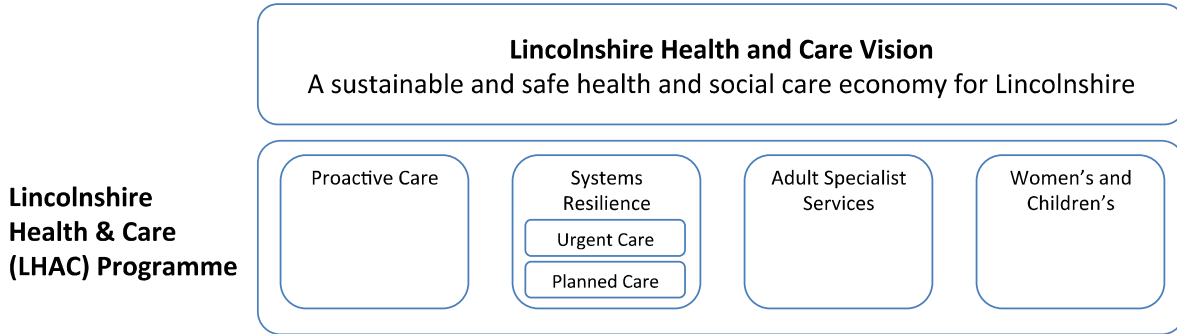 Lincolnshire Health and Care Vision
A sustainable and safe health and social care economy for Lincolnshire
Lincolnshire
Health & Care
(LHAC) Programme
Proactive Care
Systems
Resilience
Urgent Care
Planned Care
Adult Specialist
Services
Women’s and
Children’s